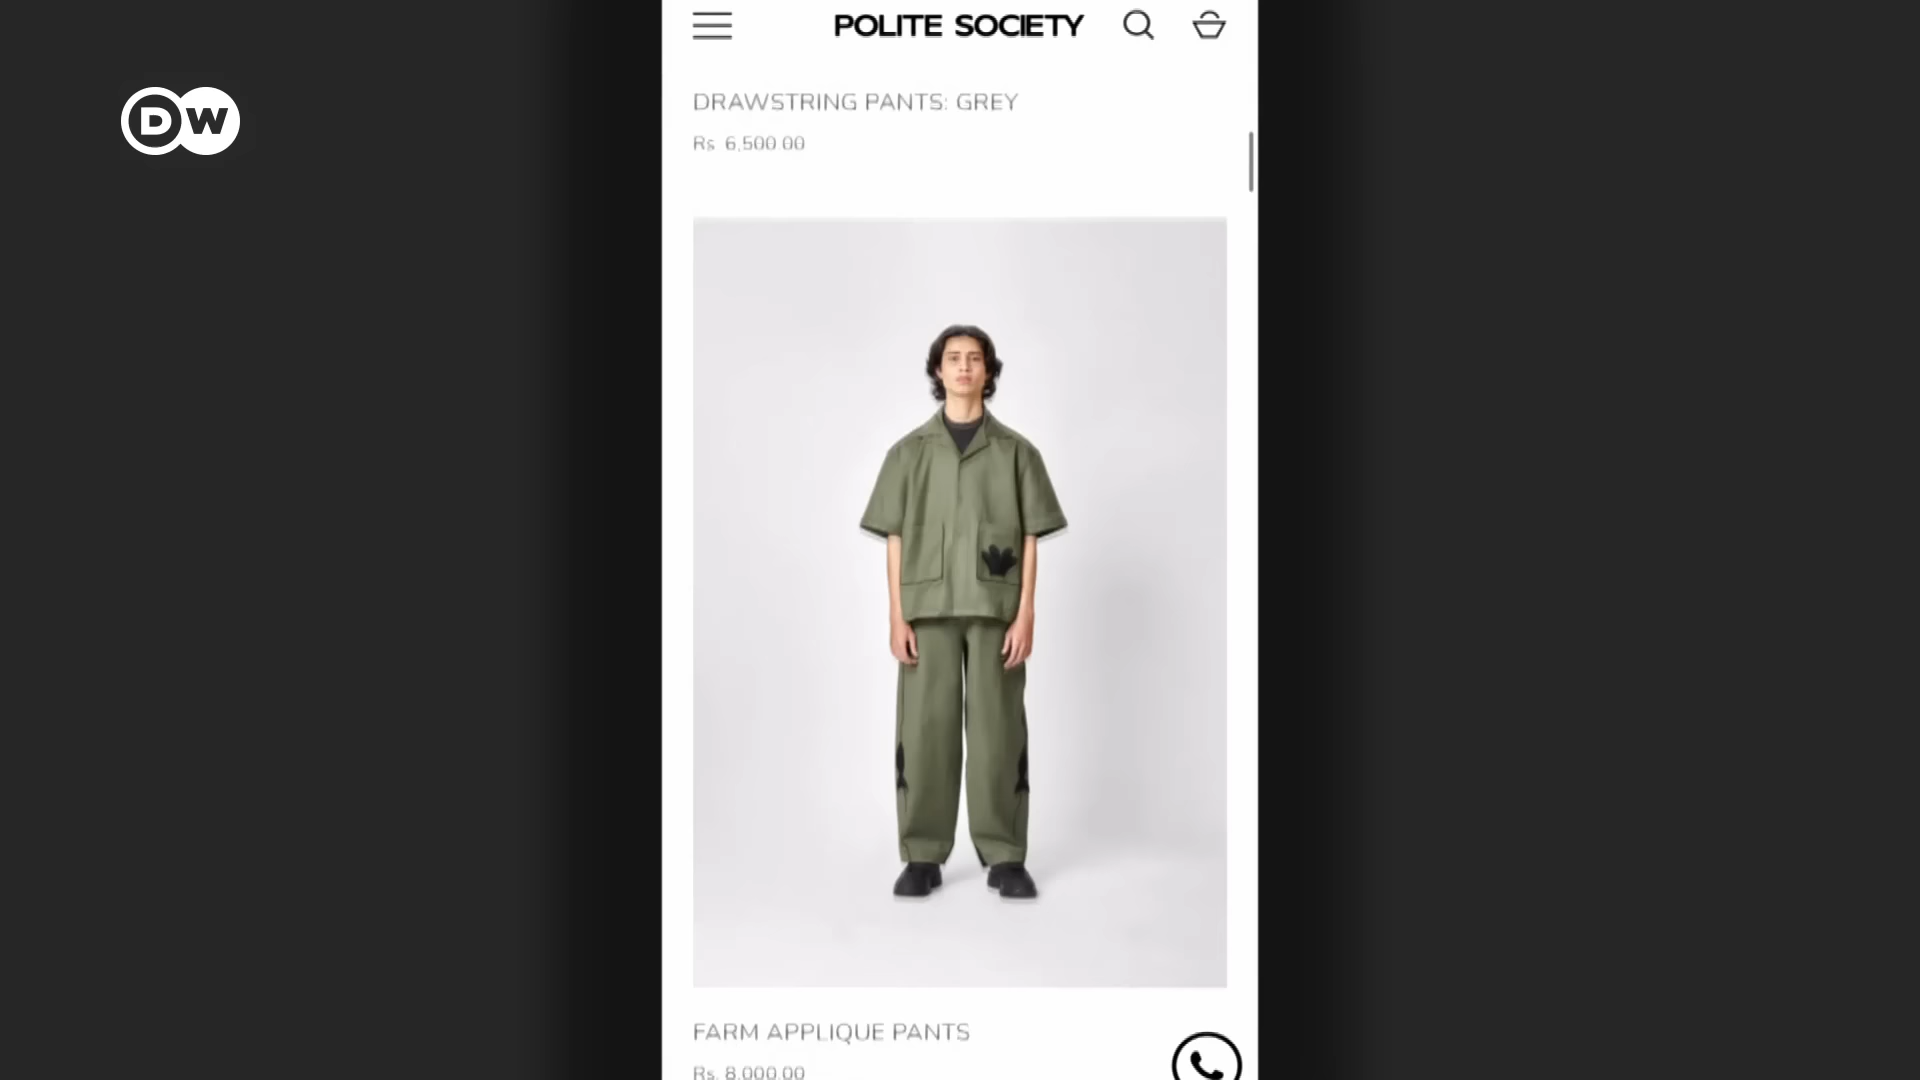 DW
POLITE SOCIETY
DRAWSTRING PANTS: GREY
Rs. 6,500.00
FARM APPLIQUE PANTS
Rs. 8,000.00